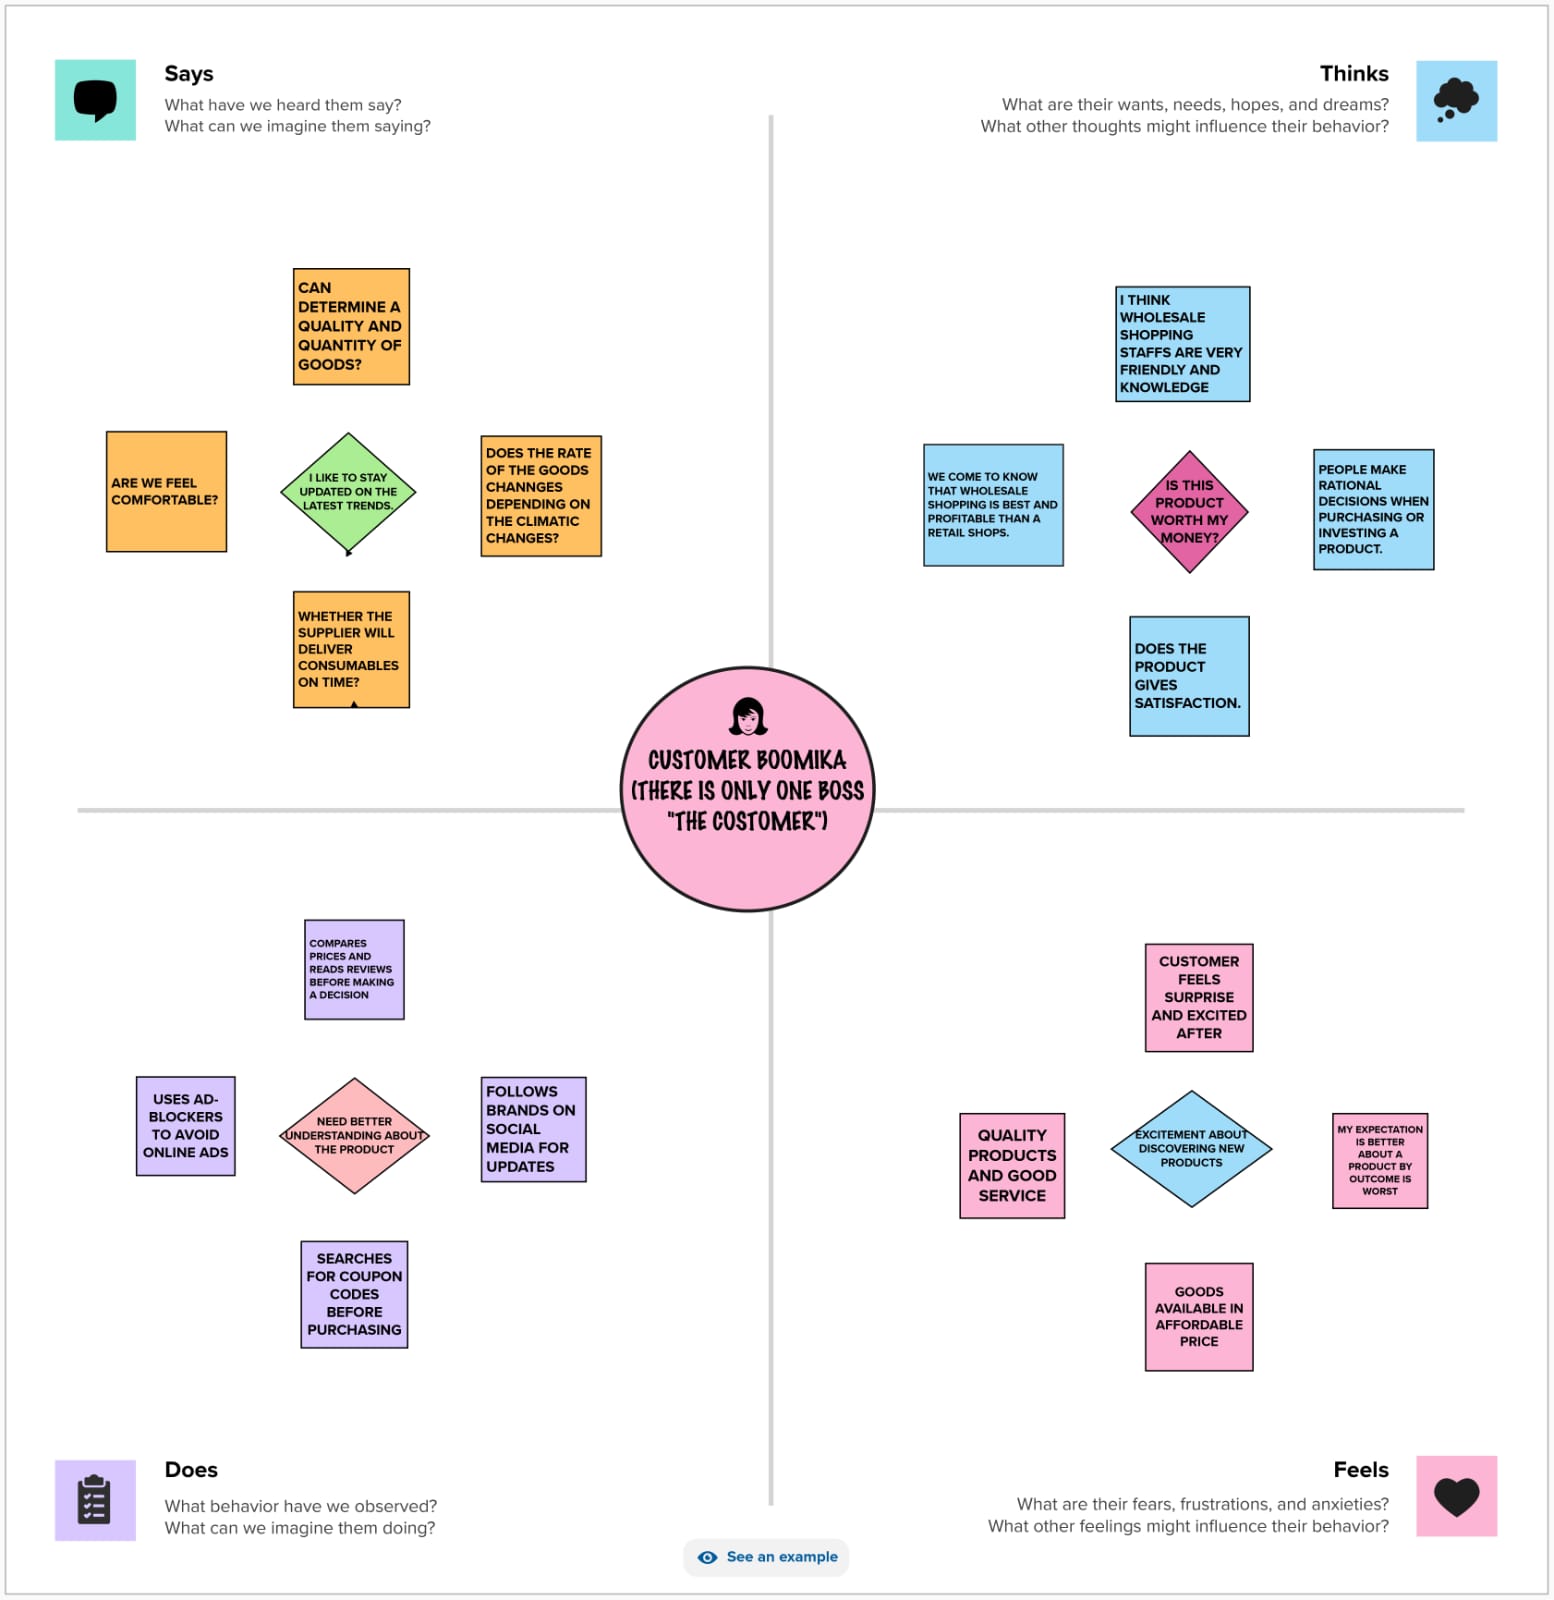 Says
What have we heard them say?
What can we imagine them saying?
Thinks
What are their wants, needs, hopes, and dreams?
What other thoughts might influence their behavior?
CAN
DETERMINE A
QUALITY AND
QUANTITY OF
GOODS?
ARE WE FEEL
COMFORTABLE?
I LIKE TO STAY
UPDATED ON THE
LATEST TRENDS.
DOES THE RATE
OF THE GOODS
CHANNGES
DEPENDING ON
THE CLIMATIC
CHANGES?
WHETHER THE
SUPPLIER WILL
DELIVER
CONSUMABLES
ON TIME?
I THINK
WHOLESALE
SHOPPING
STAFFS ARE VERY
FRIENDLY AND
KNOWLEDGE
WE COME TO KNOW
THAT WHOLESALE
SHOPPING IS BEST AND
PROFITABLE THAN A
RETAIL SHOPS.
IS THIS
PRODUCT
WORTH MY
MONEY?
PEOPLE MAKE
RATIONAL
DECISIONS WHEN
PURCHASING OR
INVESTING A
PRODUCT.
DOES THE
PRODUCT
GIVES
SATISFACTION.
CUSTOMER BOOMIKA
(THERE IS ONLY ONE BOSS
"THE COSTOMER")
COMPARES
PRICES AND
READS REVIEWS
BEFORE MAKING
A DECISION
USES AD-
BLOCKERS
TO AVOID
ONLINE ADS
NEED BETTER
UNDERSTANDING ABOUT
THE PRODUCT
FOLLOWS
BRANDS ON
SOCIAL
MEDIA FOR
UPDATES
SEARCHES
FOR COUPON
CODES
BEFORE
PURCHASING
CUSTOMER
FEELS
SURPRISE
AND EXCITED
AFTER
QUALITY
PRODUCTS
AND GOOD
SERVICE
EXCITEMENT ABOUT
DISCOVERING NEW
PRODUCTS
MY EXPECTATION
IS BETTER
ABOUT A
PRODUCT BY
OUTCOME IS
WORST
GOODS
AVAILABLE IN
AFFORDABLE
PRICE
Does
What behavior have we observed?
What can we imagine them doing?
Feels
What are their fears, frustrations, and anxieties?
What other feelings might influence their behavior?
See an example